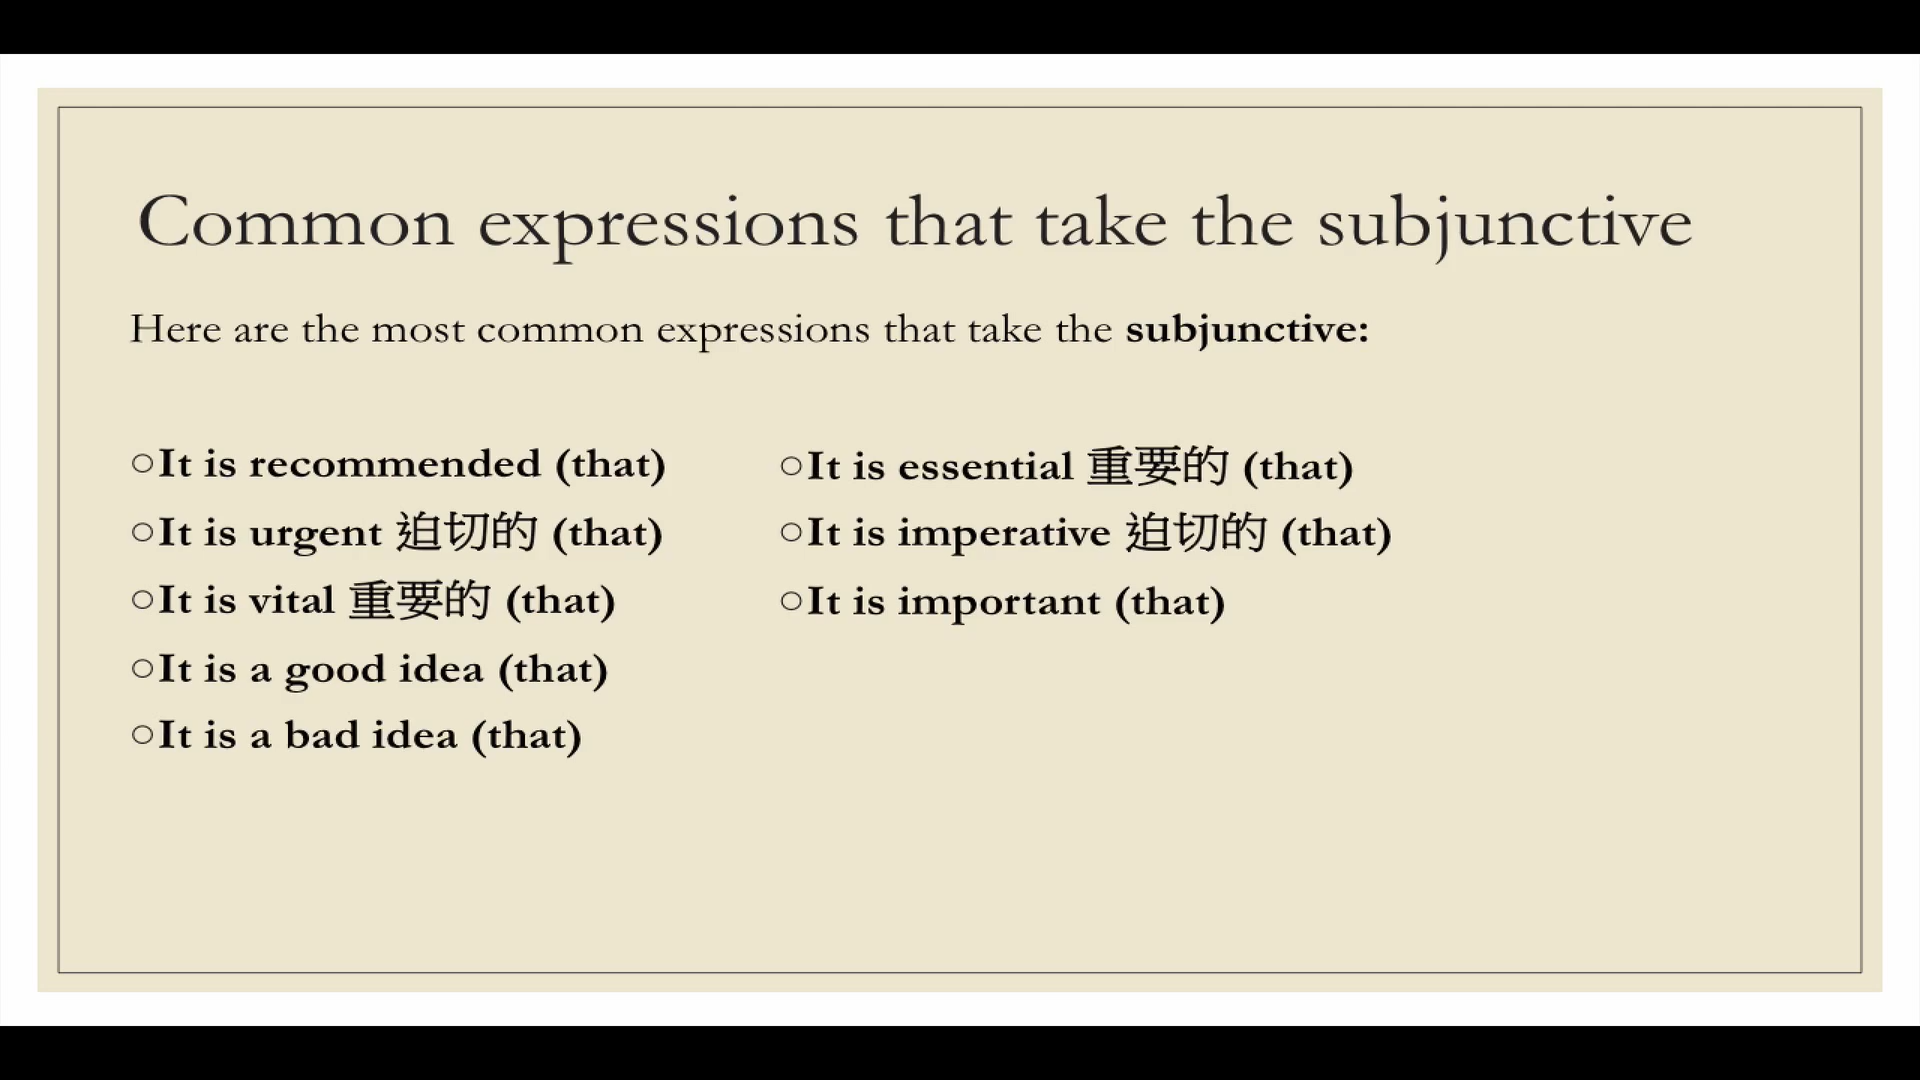 Common expressions that take the subjunctive
Here are the most common expressions that take the subjunctive:
○It is recommended (that)
○It is urgent 迫切的 (that)
○It is vital 重要的 (that)
○It is a good idea (that)
○It is a bad idea (that)
○It is essential 重要的 (that)
○It is imperative 迫切的 (that)
○It is important (that)